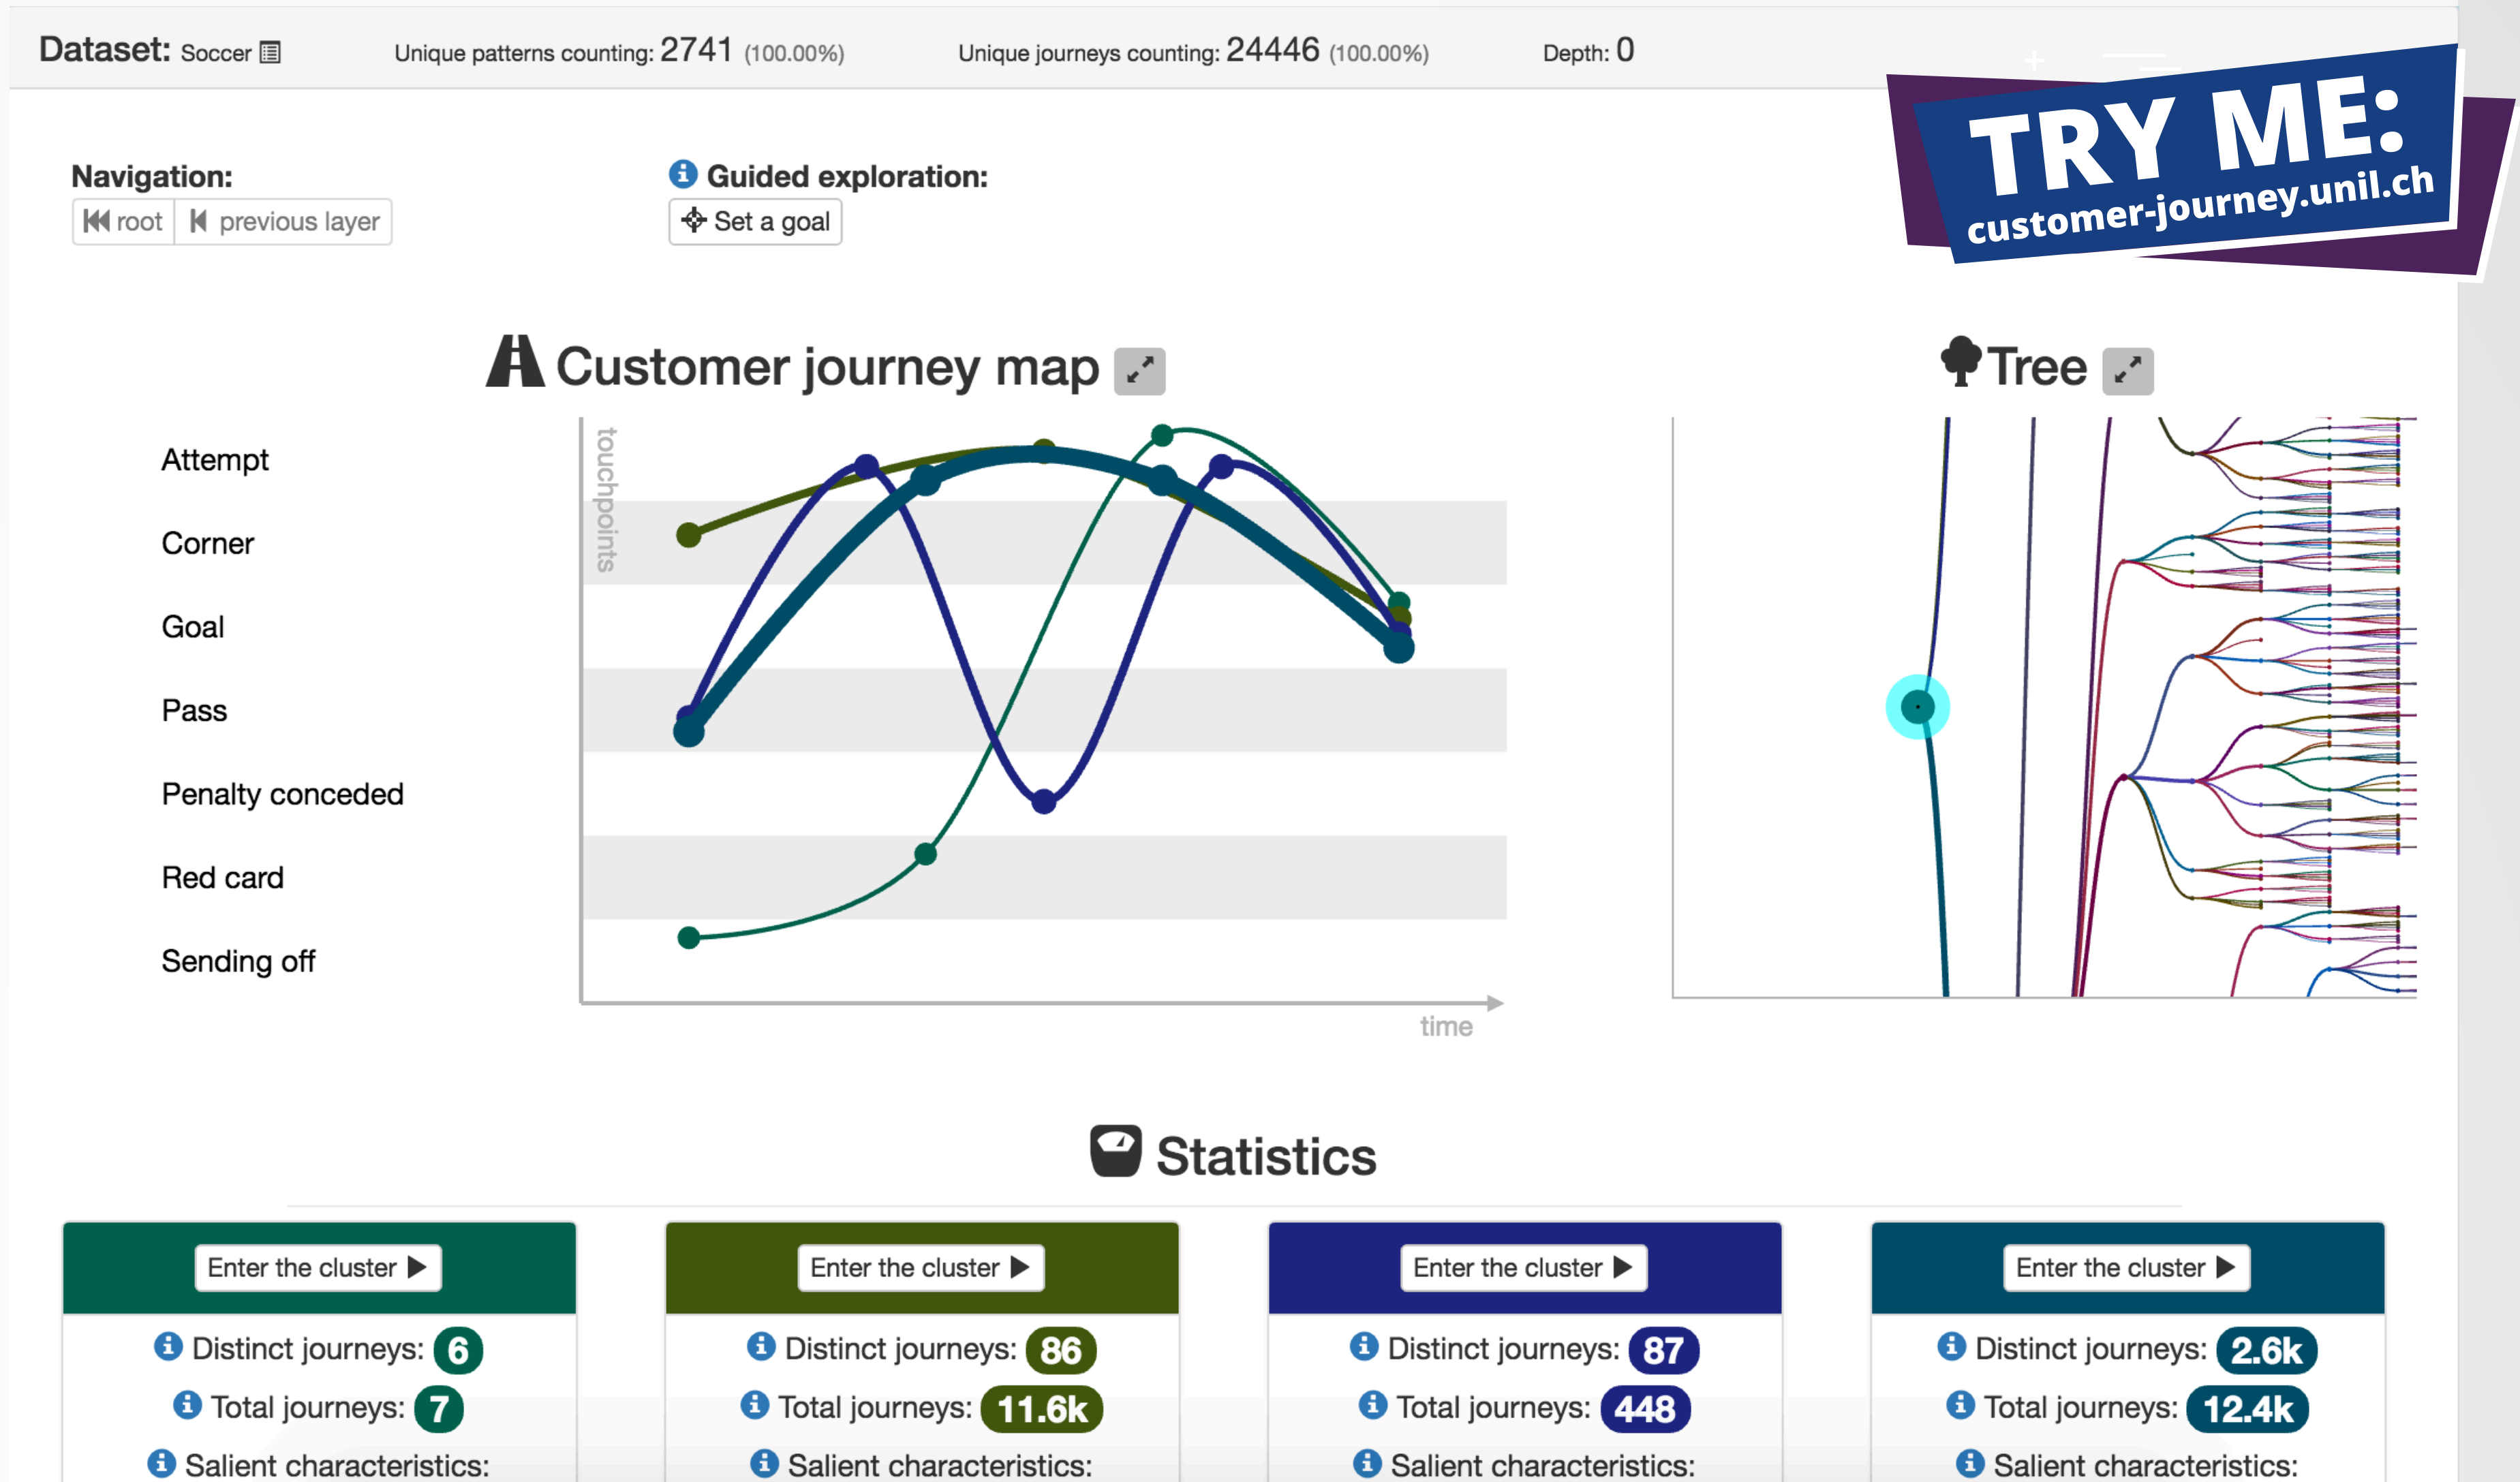 Dataset: Soccer Unique patterns counting: 2741 (100.00%) Unique journeys counting: 24446 (100.00%) Depth: 0
TRY ME:
customer-journey.unil.ch
Navigation:
root previous layer
Guided exploration:
Set a goal
Customer journey map
touchpoints
Attempt
Corner
Goal
Pass
Penalty conceded
Red card
Sending off
time
Tree
Statistics
Enter the cluster
Distinct journeys: 6
Total journeys: 7
Salient characteristics:
Enter the cluster
Distinct journeys: 86
Total journeys: 11.6k
Salient characteristics:
Enter the cluster
Distinct journeys: 87
Total journeys: 448
Salient characteristics:
Enter the cluster
Distinct journeys: 2.6k
Total journeys: 12.4k
Salient characteristics: